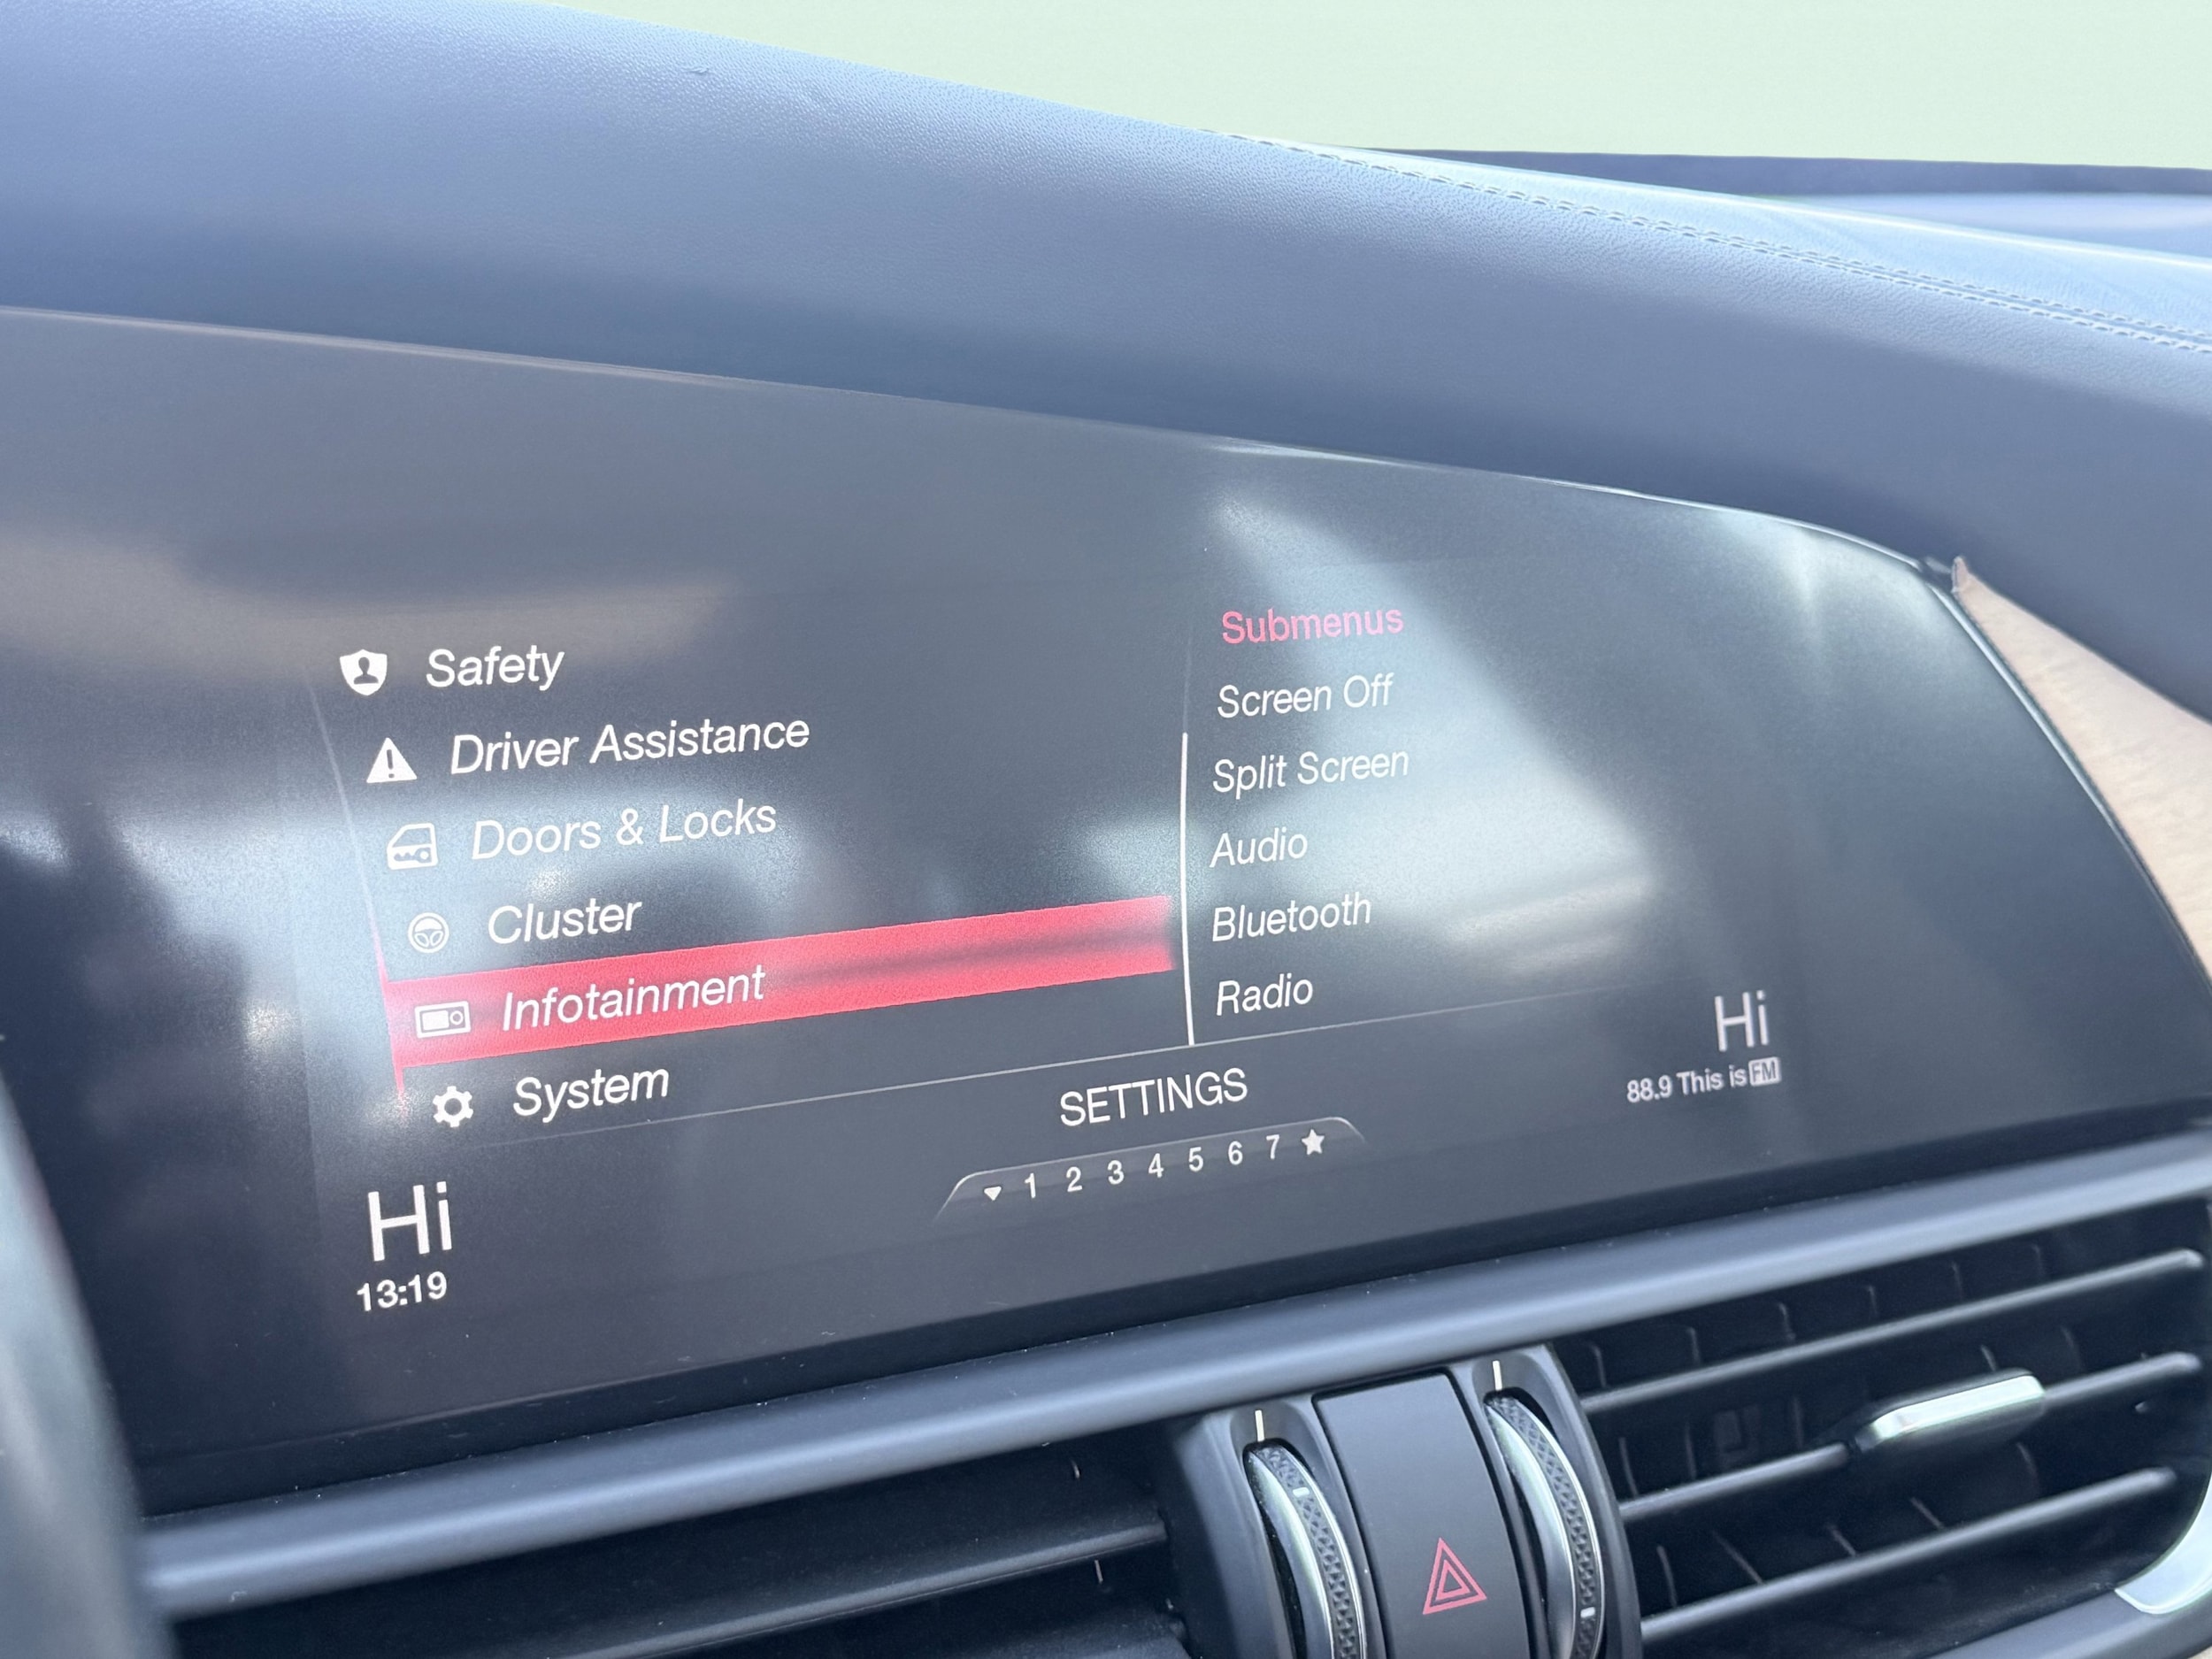 Safety
Driver Assistance
Doors & Locks
Cluster
Infotainment
System
Submenus
Screen Off
Split Screen
Audio
Bluetooth
Radio
SETTINGS
1 2 3 4 5 6 7
Hi
13:19
Hi
88.9 This is FM